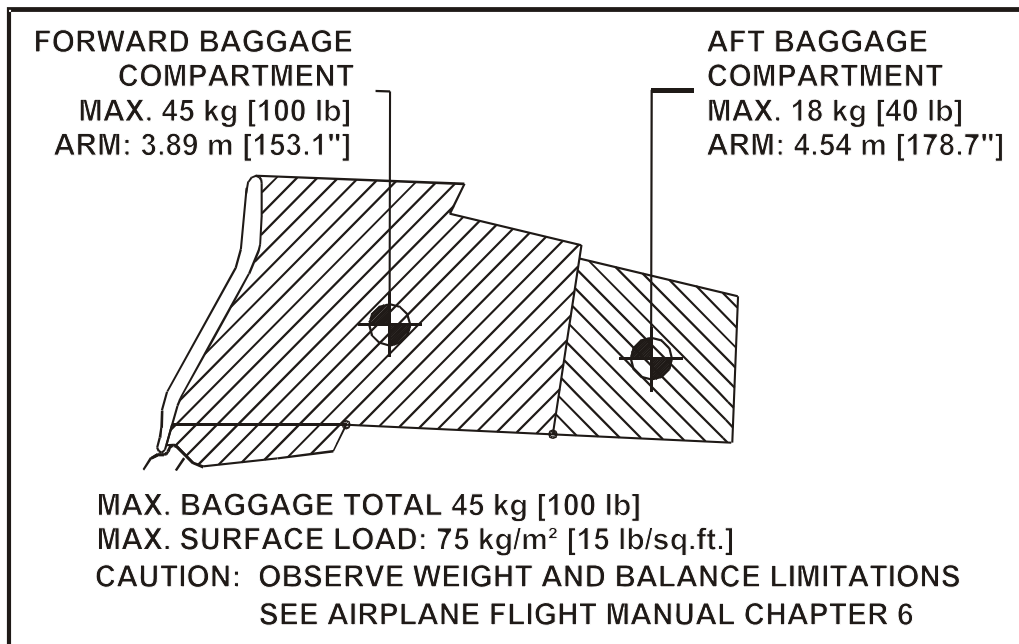 FORWARD BAGGAGE
COMPARTMENT
MAX. 45 kg [100 lb]
ARM: 3.89 m [153.1"]
AFT BAGGAGE
COMPARTMENT
MAX. 18 kg [40 lb]
ARM: 4.54 m [178.7"]
MAX. BAGGAGE TOTAL 45 kg [100 lb]
MAX. SURFACE LOAD: 75 kg/m² [15 lb/sq.ft.]
CAUTION: OBSERVE WEIGHT AND BALANCE LIMITATIONS
SEE AIRPLANE FLIGHT MANUAL CHAPTER 6